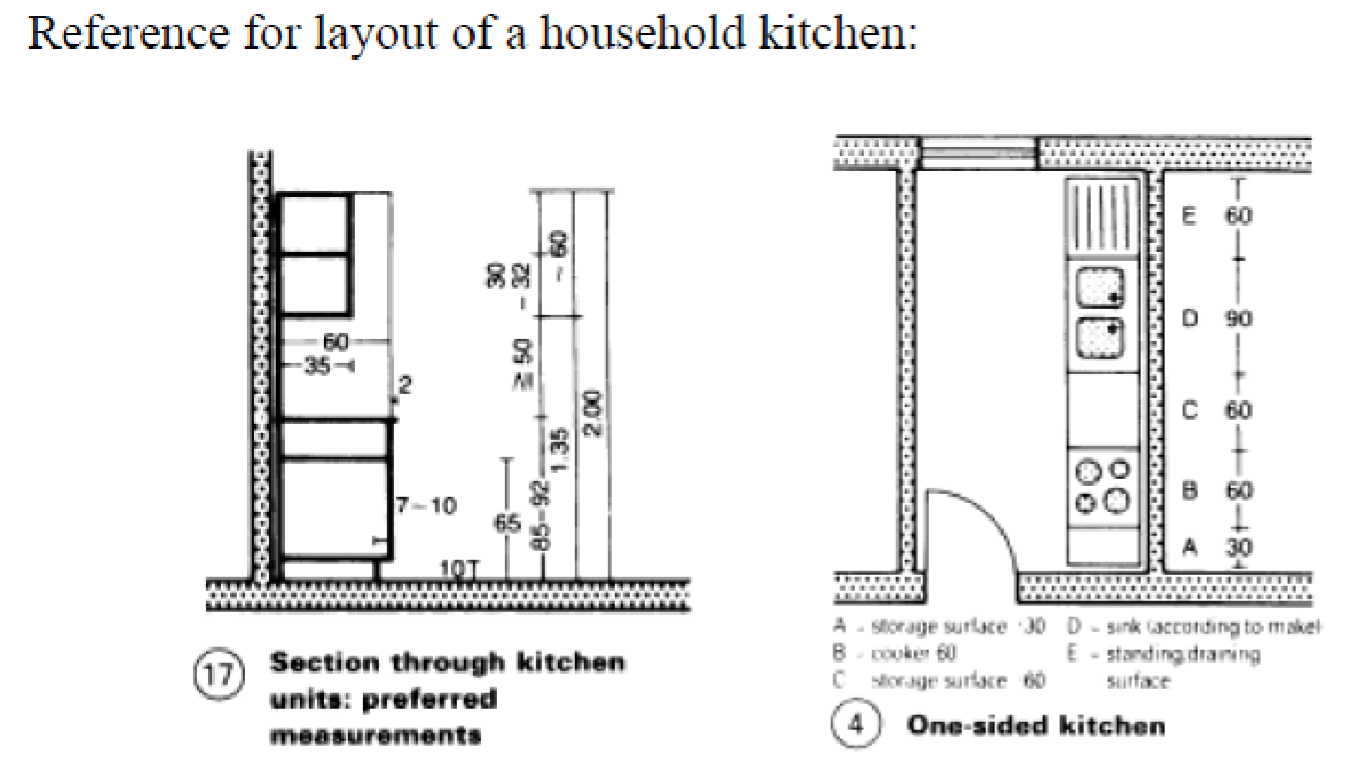 Reference for layout of a household kitchen:
60
35
2
7-10
10
65
85-92
1.35
2.00
≥ 50
30
- 32
~ 60
17 Section through kitchen
units: preferred
measurements
E 60
D 90
C 60
B 60
A 30
A - storage surface ·30
B - cooker 60
C storage surface 60
D - sink (according to make)
E - standing,draining
surface
4 One-sided kitchen